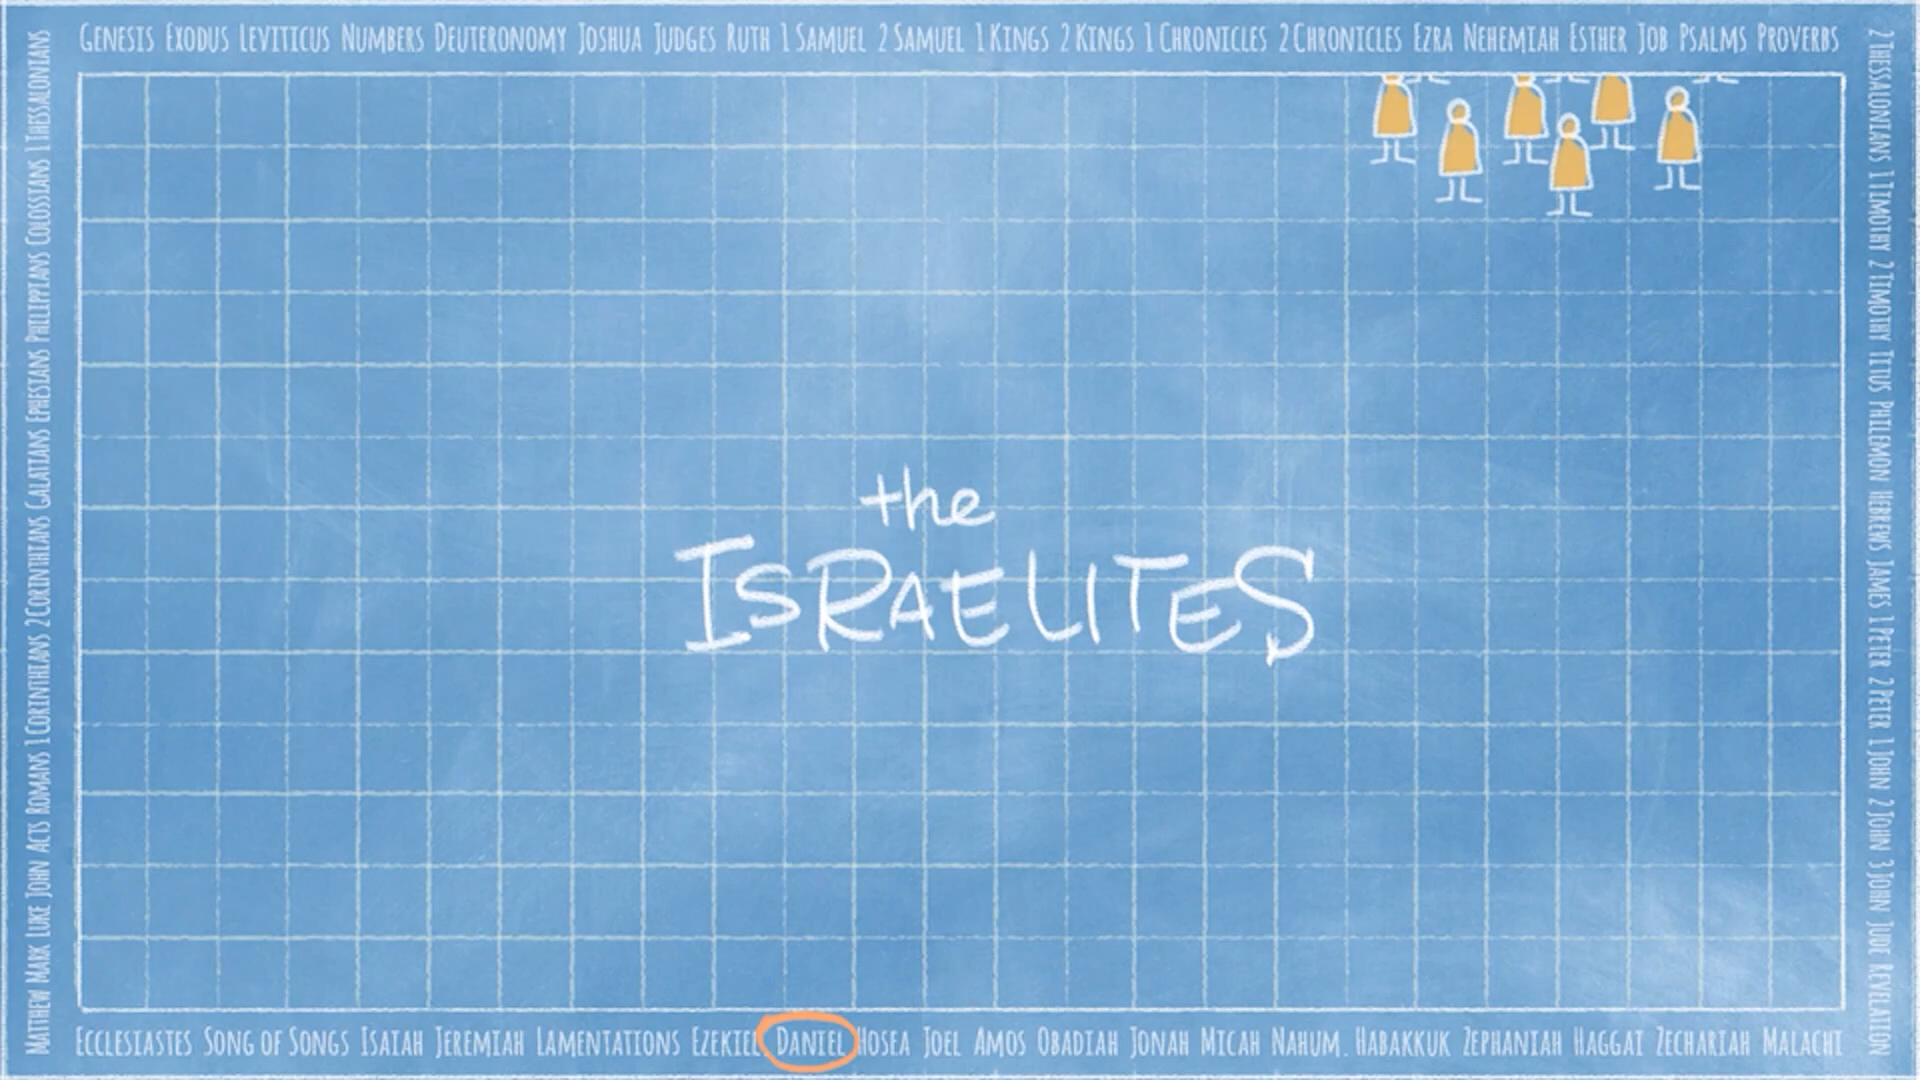 Genesis Exodus Leviticus Numbers Deuteronomy Joshua Judges Ruth 1 Samuel 2 Samuel 1 Kings 2 Kings 1 Chronicles 2 Chronicles Ezra Nehemiah Esther Job Psalms Proverbs
the
ISRAELITES
Ecclesiastes Song of Songs Isaiah Jeremiah Lamentations Ezekiel Daniel Hosea Joel Amos Obadiah Jonah Micah Nahum. Habakkuk Zephaniah Haggai Zechariah Malachi
Matthew Mark Luke John Acts Romans 1 Corinthians 2 Corinthians Galatians Ephesians Philippians Colossians 1 Thessalonians
2 Thessalonians 1 Timothy 2 Timothy Titus Philemon Hebrews James 1 Peter 2 Peter 1 John 2 John 3 John Jude Revelation